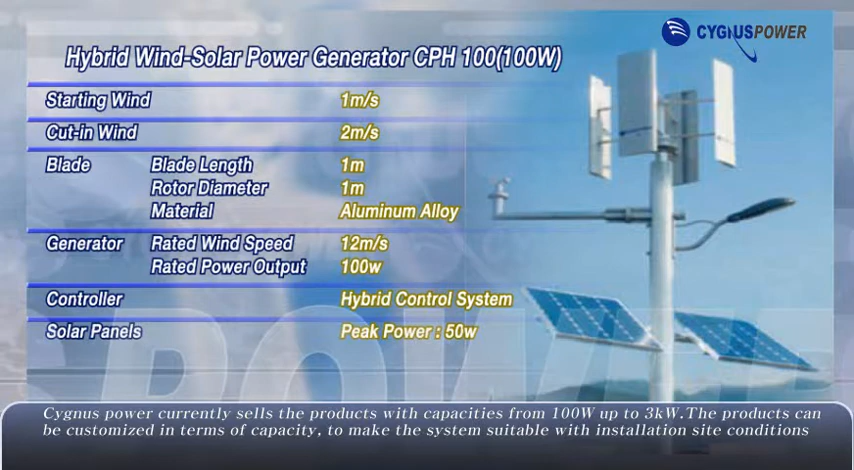 CYGNUSPOWER
Hybrid Wind-Solar Power Generator CPH 100(100W)
Starting Wind 1m/s
Cut-in Wind 2m/s
Blade Blade Length 1m
Rotor Diameter 1m
Material Aluminum Alloy
Generator Rated Wind Speed 12m/s
Rated Power Output 100w
Controller Hybrid Control System
Solar Panels Peak Power : 50w
POWER
Cygnus power currently sells the products with capacities from 100W up to 3kW.The products can
be customized in terms of capacity, to make the system suitable with installation site conditions